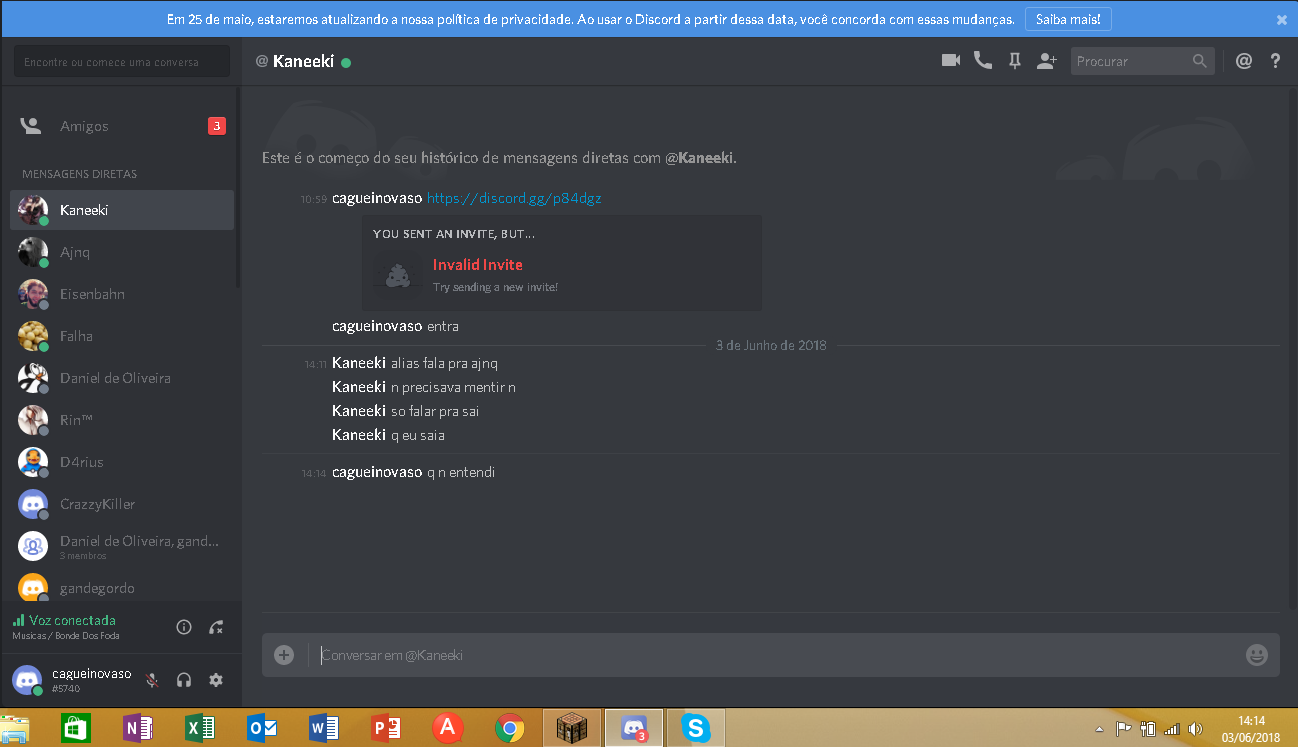 Em 25 de maio, estaremos atualizando a nossa política de privacidade. Ao usar o Discord a partir dessa data, você concorda com essas mudanças. Saiba mais!
Encontre ou comece uma conversa
@ Kaneeki
Procurar
@ ?
Amigos 3
MENSAGENS DIRETAS
Kaneeki
Ajnq
Eisenbahn
Falha
Daniel de Oliveira
Rin™
D4rius
CrazzyKiller
Daniel de Oliveira, gand...
3 membros
gandegordo
Voz conectada
Musicas / Bonde Dos Foda
cagueinovaso
#5740
Este é o começo do seu histórico de mensagens diretas com @Kaneeki.
10:59 cagueinovaso https://discord.gg/p84dgz
YOU SENT AN INVITE, BUT...
Invalid Invite
Try sending a new invite!
cagueinovaso entra
3 de Junho de 2018
14:11 Kaneeki alias fala pra ajnq
Kaneeki n precisava mentir n
Kaneeki so falar pra sai
Kaneeki q eu saia
14:14 cagueinovaso q n entendi
Conversar em @Kaneeki
N
X
O
W
P
A
3
S
14:14
03/06/2018